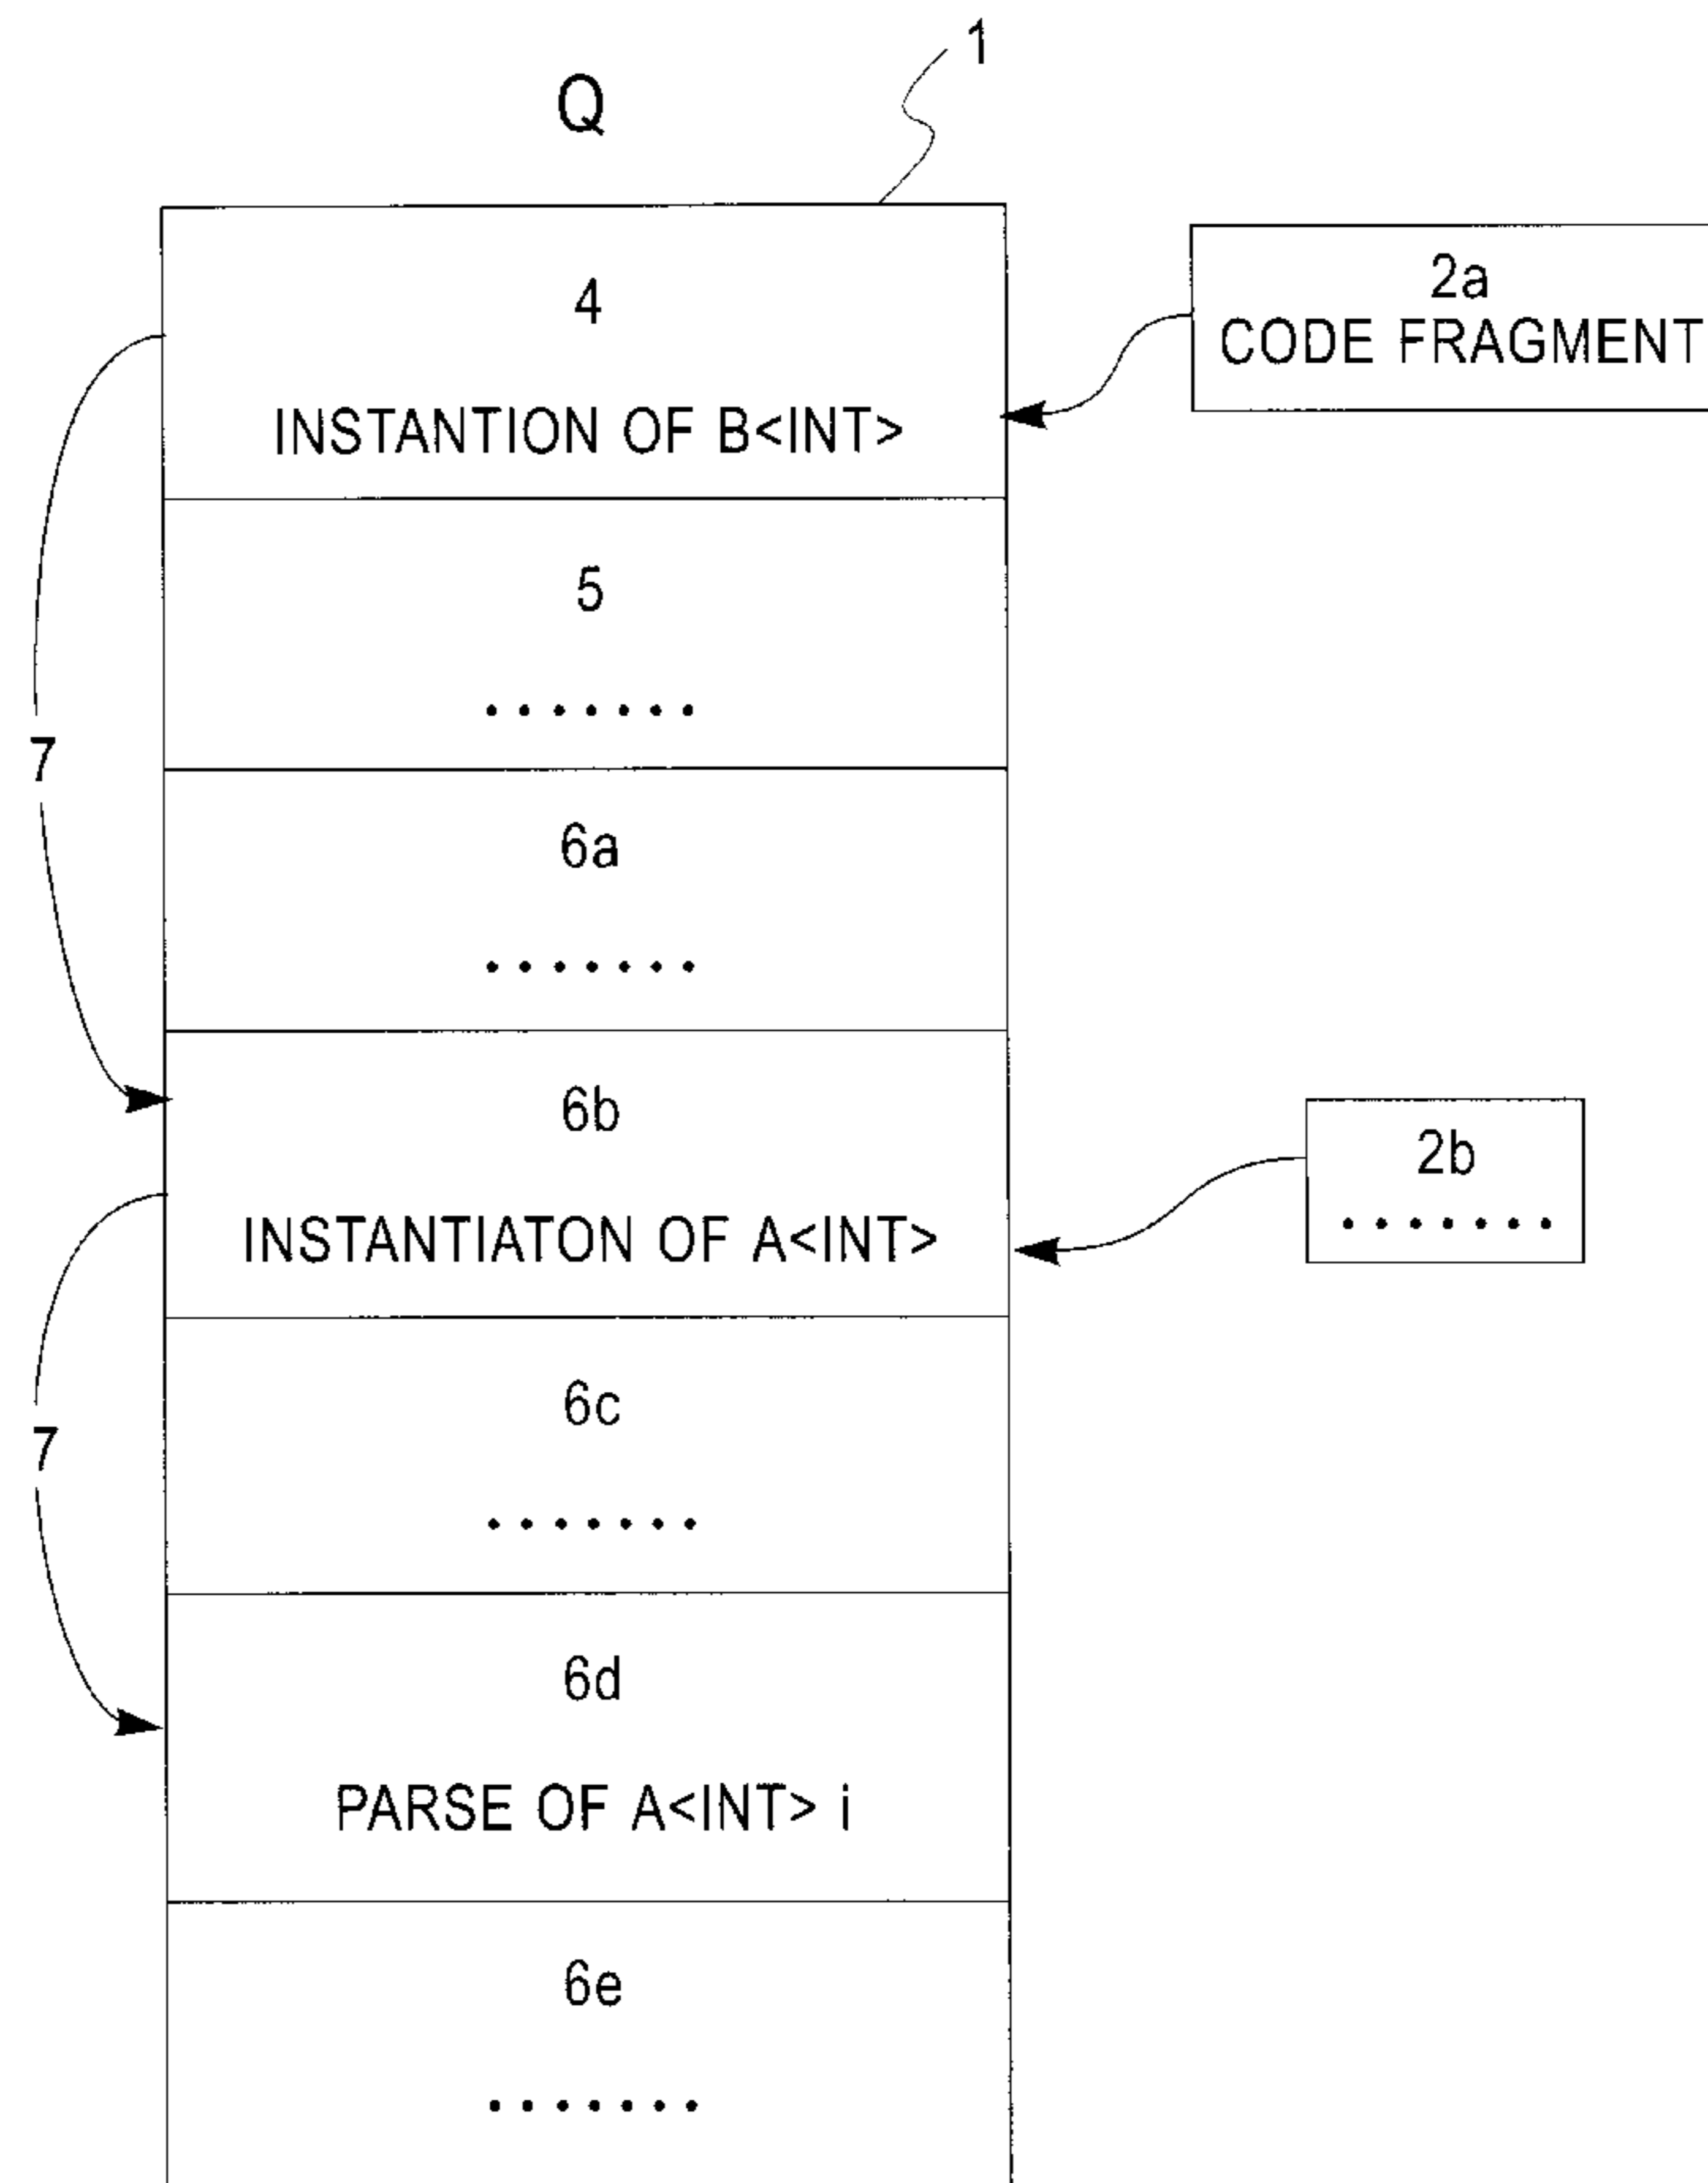 1
Q
4
INSTANTION OF B<INT>
2a
CODE FRAGMENT
5
.......
7
6a
.......
6b
INSTANTIATON OF A<INT>
2b
.......
6c
.......
7
6d
PARSE OF A<INT> i
6e
.......